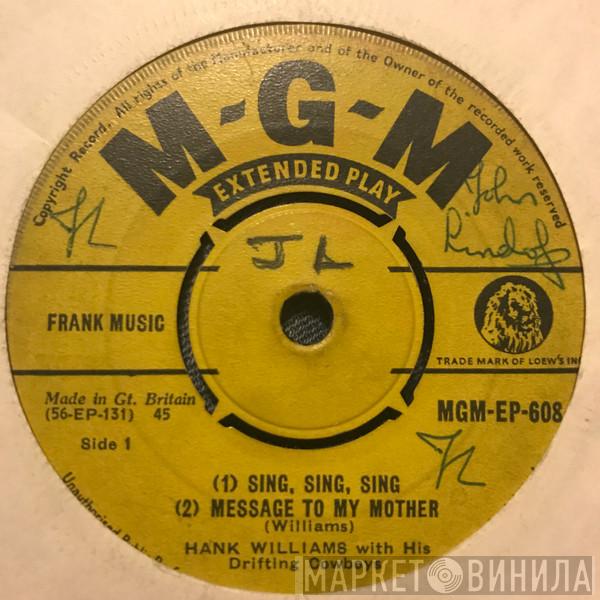 Copyright Record. All rights of the Manufacturer and of the Owner of the recorded work reserved
M-G-M
EXTENDED PLAY
JL
John
JL
FRANK MUSIC
TRADE MARK OF LOEW'S INC
Made in Gt. Britain
(56-EP-131) 45
MGM-EP-608
Side 1
JL
(1) SING, SING, SING
(2) MESSAGE TO MY MOTHER
(Williams)
HANK WILLIAMS with His
Drifting Cowboys
Unauthorised Public
МАРКЕТ ВИНИЛА